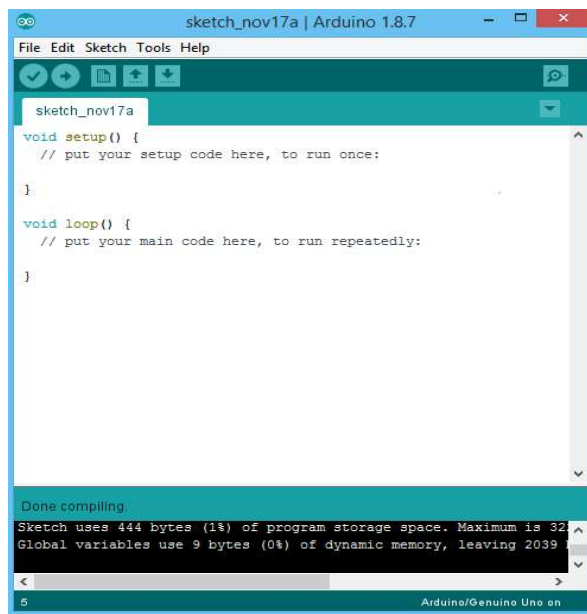 sketch_nov17a | Arduino 1.8.7
File Edit Sketch Tools Help
sketch_nov17a
void setup() {
// put your setup code here, to run once:
}
void loop() {
// put your main code here, to run repeatedly:
}
Done compiling.
Sketch uses 444 bytes (1%) of program storage space. Maximum is
Global variables use 9 bytes (0%) of dynamic memory, leaving 2039
5
Arduino/Genuino Uno on